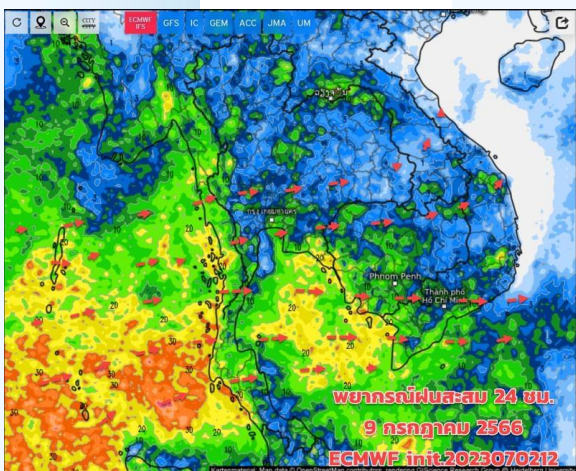 CITY
CITY
ECMWF
IFS
GFS
IC
GEM
ACC
JMA
UM
Phnom Penh
Thành phố
Hồ Chí Minh
พยากรณ์ฝนสะสม 24 ชม.
9 กรกฎาคม 2566
ECMWF init.2023070212